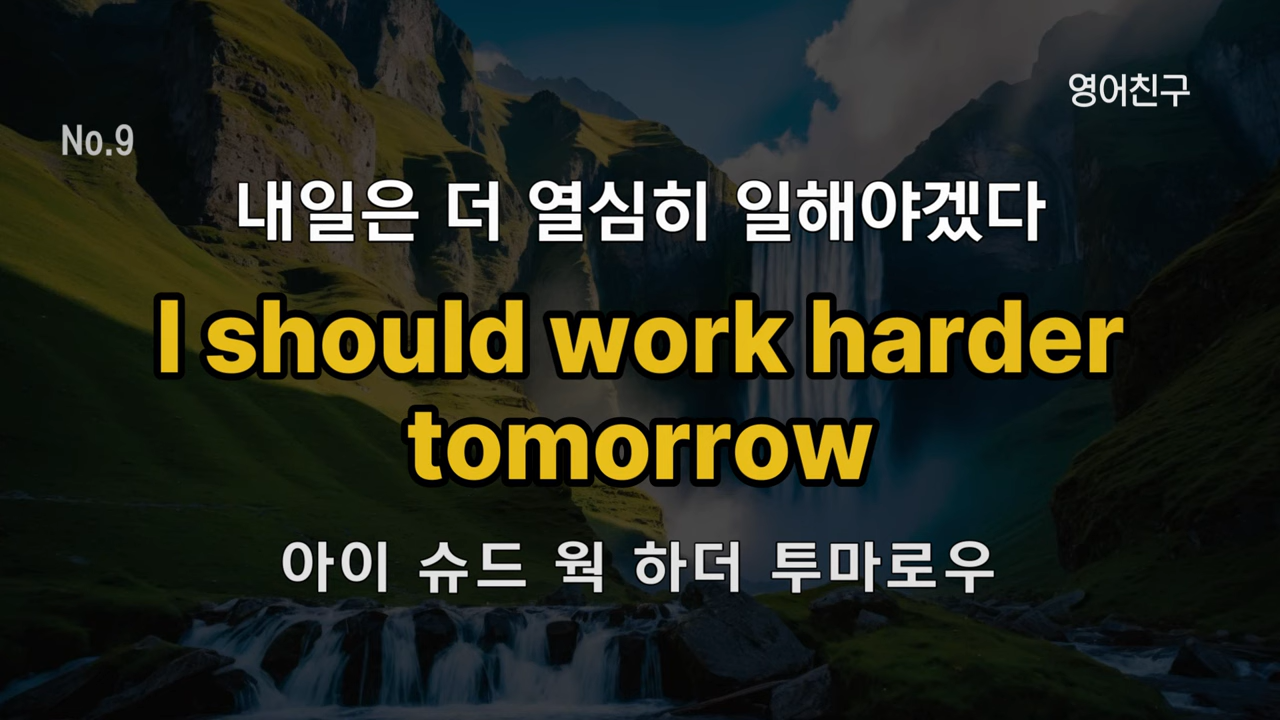 영어친구
No.9
내일은 더 열심히 일해야겠다
I should work harder
tomorrow
아이 슈드 웍 하더 투마로우